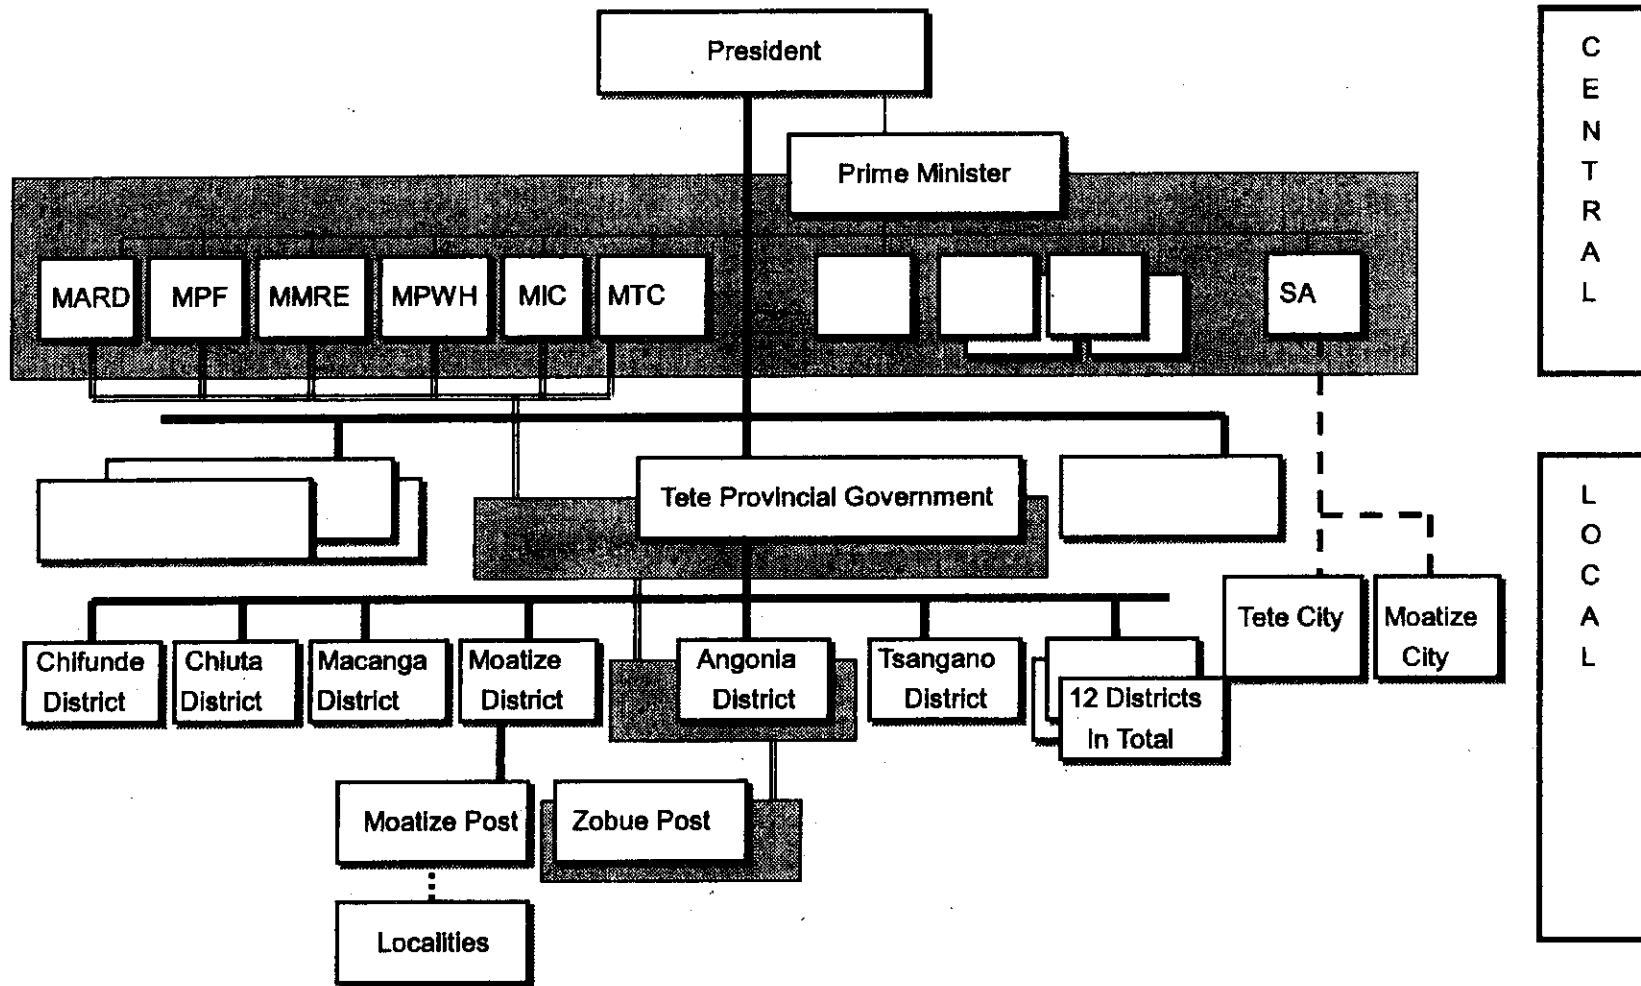 President
Prime Minister
MARD
MPF
MMRE
MPWH
MIC
MTC
SA
C
E
N
T
R
A
L
Tete Provincial Government
L
O
C
A
L
Chifunde
District
Chiuta
District
Macanga
District
Moatize
District
Angonia
District
Tsangano
District
12 Districts
In Total
Tete City
Moatize
City
Moatize Post
Zobue Post
Localities